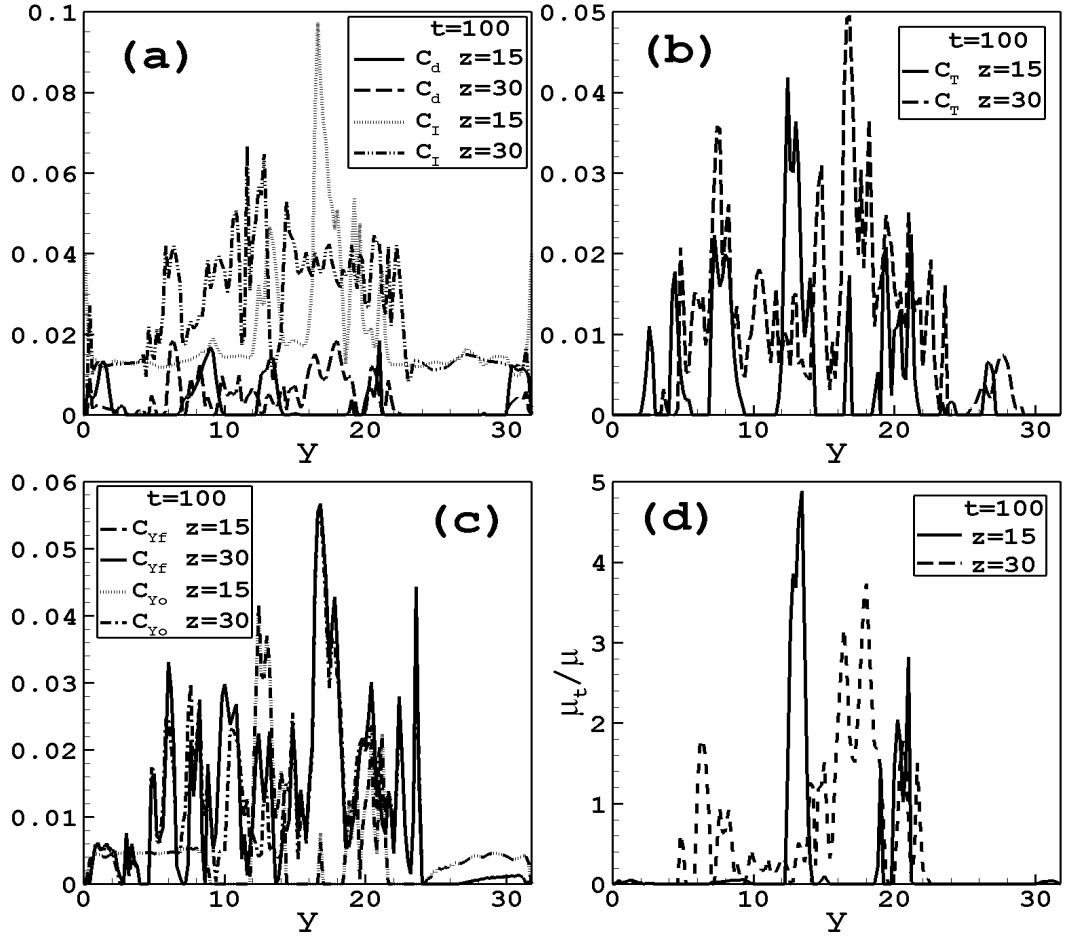 (a)
t=100
C_d z=15
C_d z=30
C_I z=15
C_I z=30
0.1
0.08
0.06
0.04
0.02
0
0 10 20 30
y
(b)
t=100
C_T z=15
C_T z=30
0.05
0.04
0.03
0.02
0.01
0
0 10 20 30
y
(c)
t=100
C_Yf z=15
C_Yf z=30
C_Yo z=15
C_Yo z=30
0.06
0.05
0.04
0.03
0.02
0.01
0
0 10 20 30
y
(d)
t=100
z=15
z=30
5
4
3
2
1
0
μ_t/μ
0 10 20 30
y